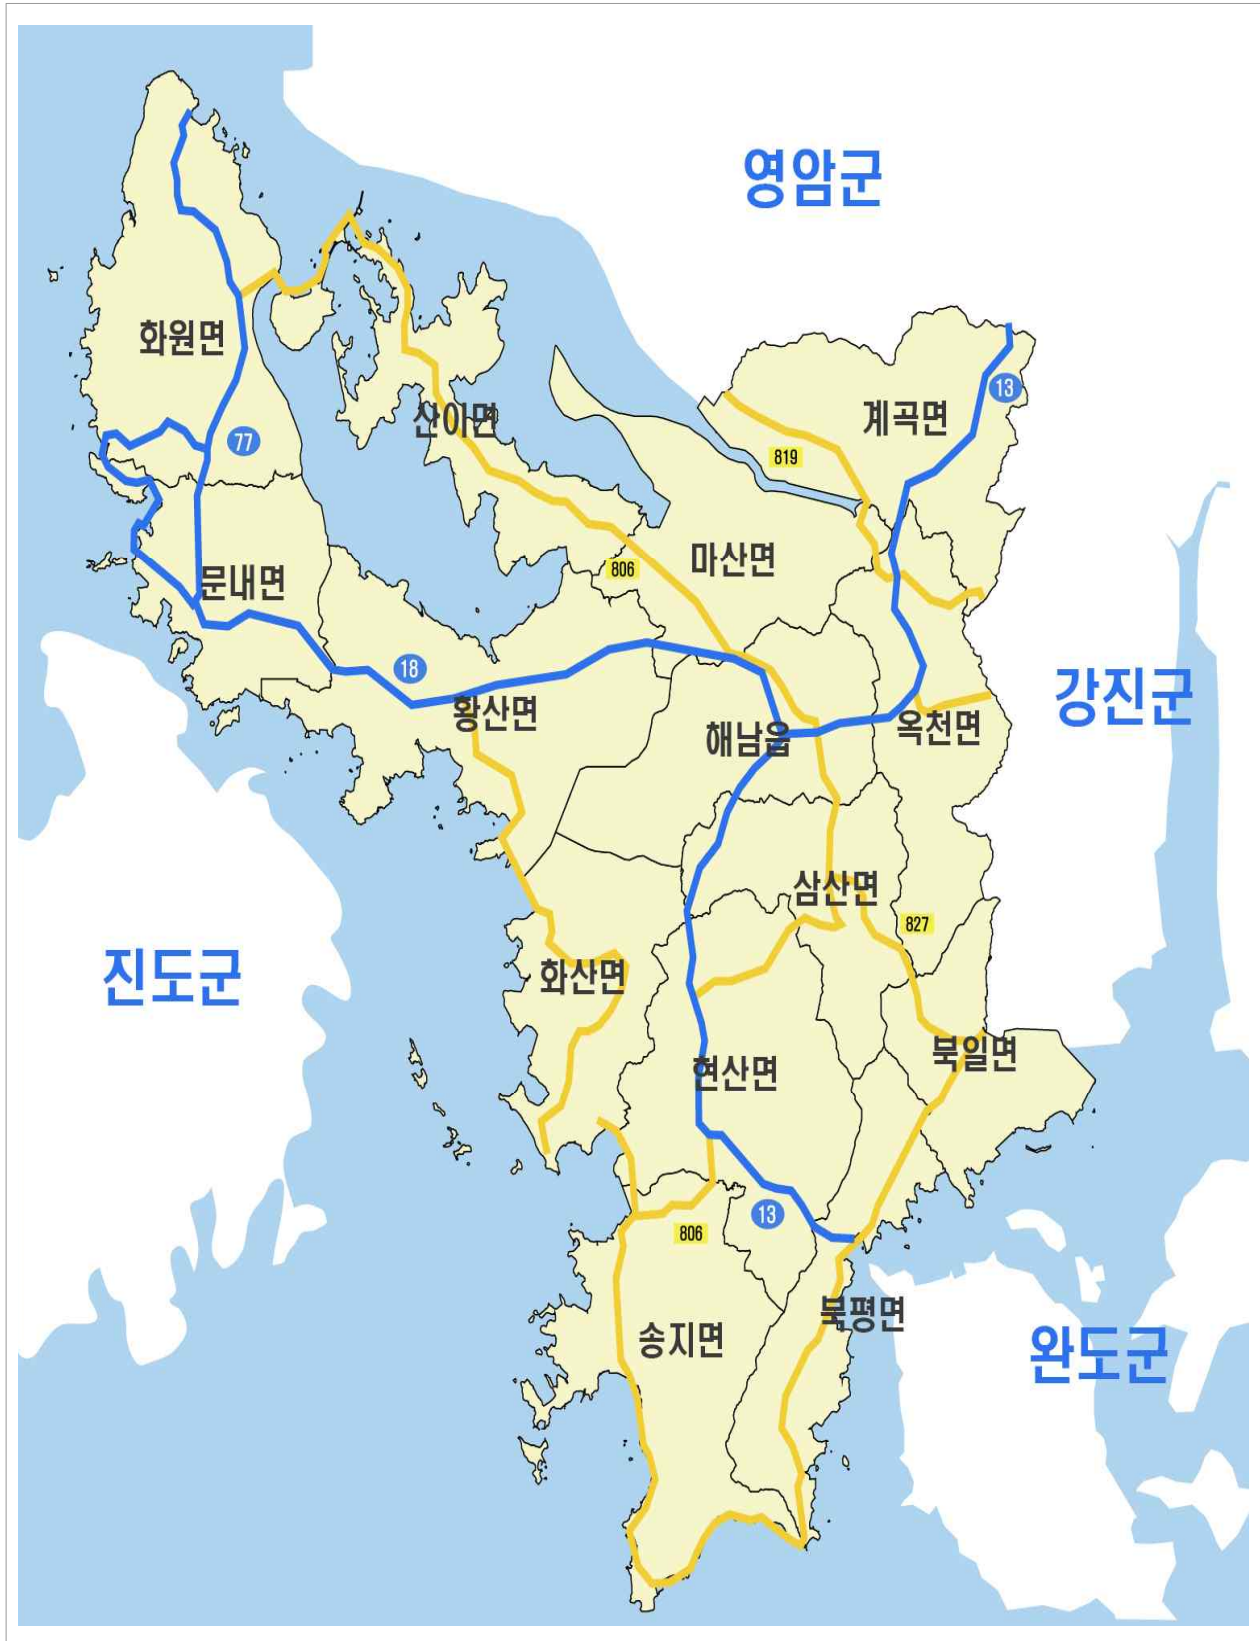 영암군
화원면
13
계곡면
산이면
77
819
마산면
806
문내면
18
강진군
황산면
해남읍
옥천면
삼산면
827
진도군
화산면
북일면
현산면
13
806
북평면
송지면
완도군